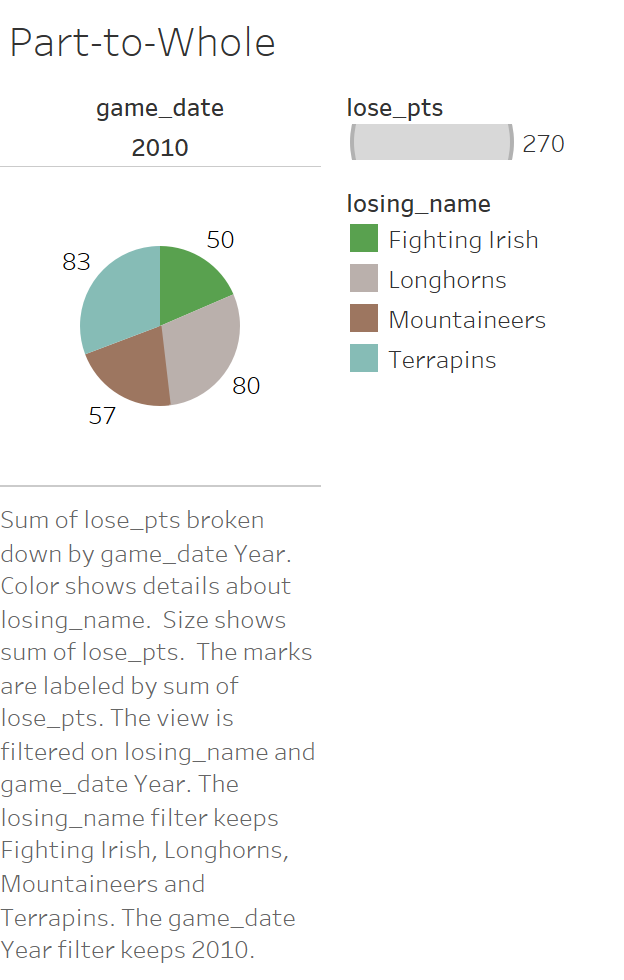 Part-to-Whole
game_date
2010
50
83
80
57
lose_pts
270
losing_name
Fighting Irish
Longhorns
Mountaineers
Terrapins
Sum of lose_pts broken
down by game_date Year.
Color shows details about
losing_name.  Size shows
sum of lose_pts.  The marks
are labeled by sum of
lose_pts. The view is
filtered on losing_name and
game_date Year. The
losing_name filter keeps
Fighting Irish, Longhorns,
Mountaineers and
Terrapins. The game_date
Year filter keeps 2010.